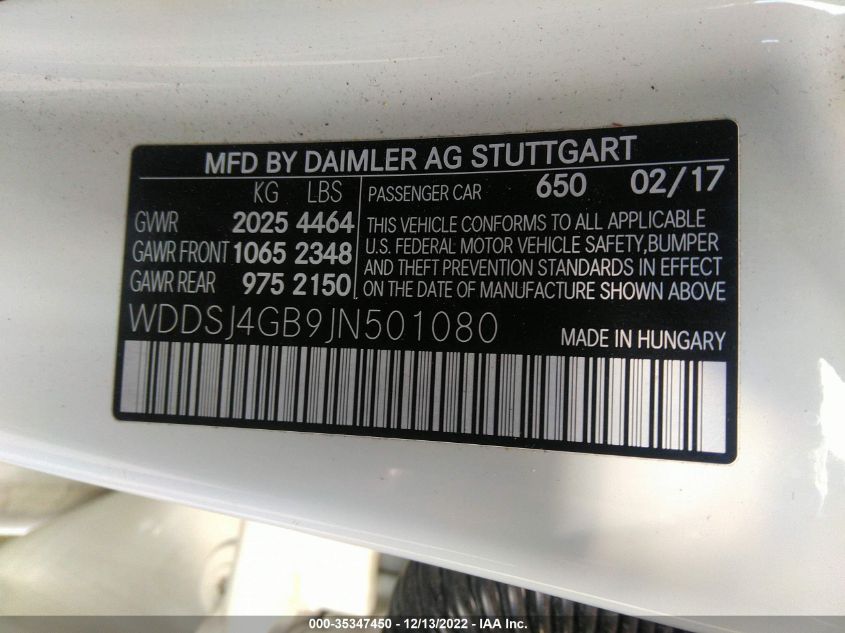 MFD BY DAIMLER AG STUTTGART
KG LBS
GVWR 2025 4464
GAWR FRONT 1065 2348
GAWR REAR 975 2150
PASSENGER CAR 650 02/17
THIS VEHICLE CONFORMS TO ALL APPLICABLE
U.S. FEDERAL MOTOR VEHICLE SAFETY,BUMPER
AND THEFT PREVENTION STANDARDS IN EFFECT
ON THE DATE OF MANUFACTURE SHOWN ABOVE
WDDSJ4GB9JN501080
MADE IN HUNGARY
000-35347450 - 12/13/2022 - IAA, Inc.